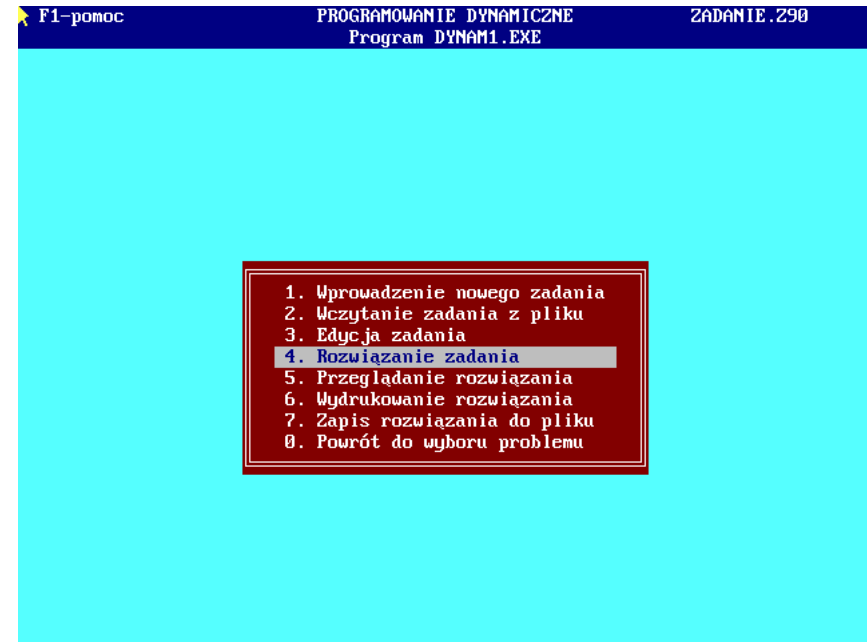 F1-pomoc PROGRAMOWANIE DYNAMICZNE ZADANIE.Z90
Program DYNAM1.EXE
1. Wprowadzenie nowego zadania
2. Wczytanie zadania z pliku
3. Edycja zadania
4. Rozwiązanie zadania
5. Przeglądanie rozwiązania
6. Wydrukowanie rozwiązania
7. Zapis rozwiązania do pliku
0. Powrót do wyboru problemu